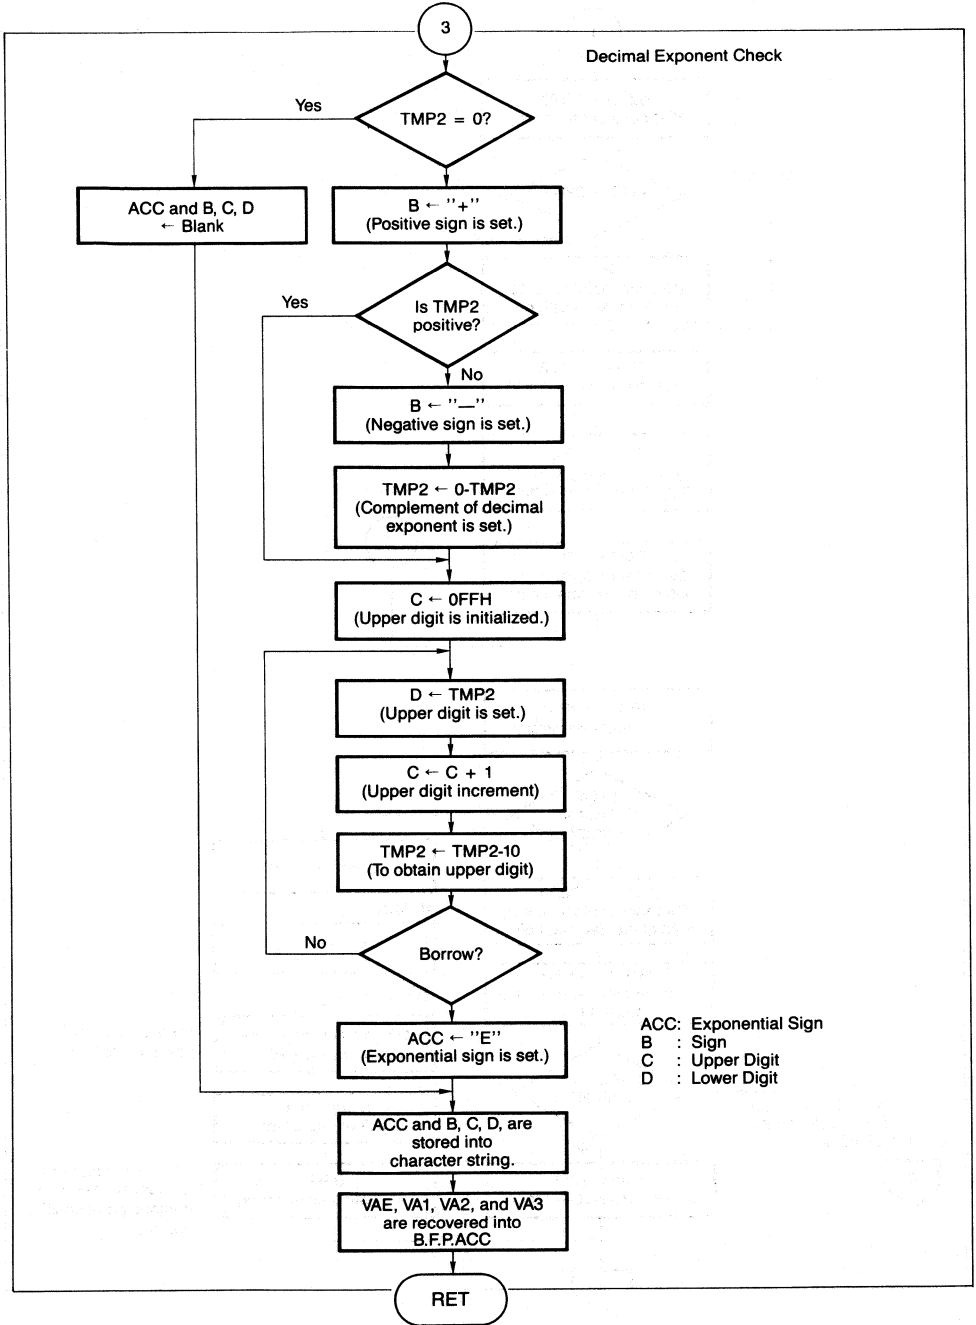 3
Decimal Exponent Check
TMP2 = 0?
Yes
ACC and B, C, D
← Blank
B ← "+"
(Positive sign is set.)
Is TMP2
positive?
Yes
No
B ← "—"
(Negative sign is set.)
TMP2 ← 0-TMP2
(Complement of decimal
exponent is set.)
C ← 0FFH
(Upper digit is initialized.)
D ← TMP2
(Upper digit is set.)
C ← C + 1
(Upper digit increment)
TMP2 ← TMP2-10
(To obtain upper digit)
Borrow?
No
ACC ← "E"
(Exponential sign is set.)
ACC: Exponential Sign
B : Sign
C : Upper Digit
D : Lower Digit
ACC and B, C, D, are
stored into
character string.
VAE, VA1, VA2, and VA3
are recovered into
B.F.P.ACC
RET